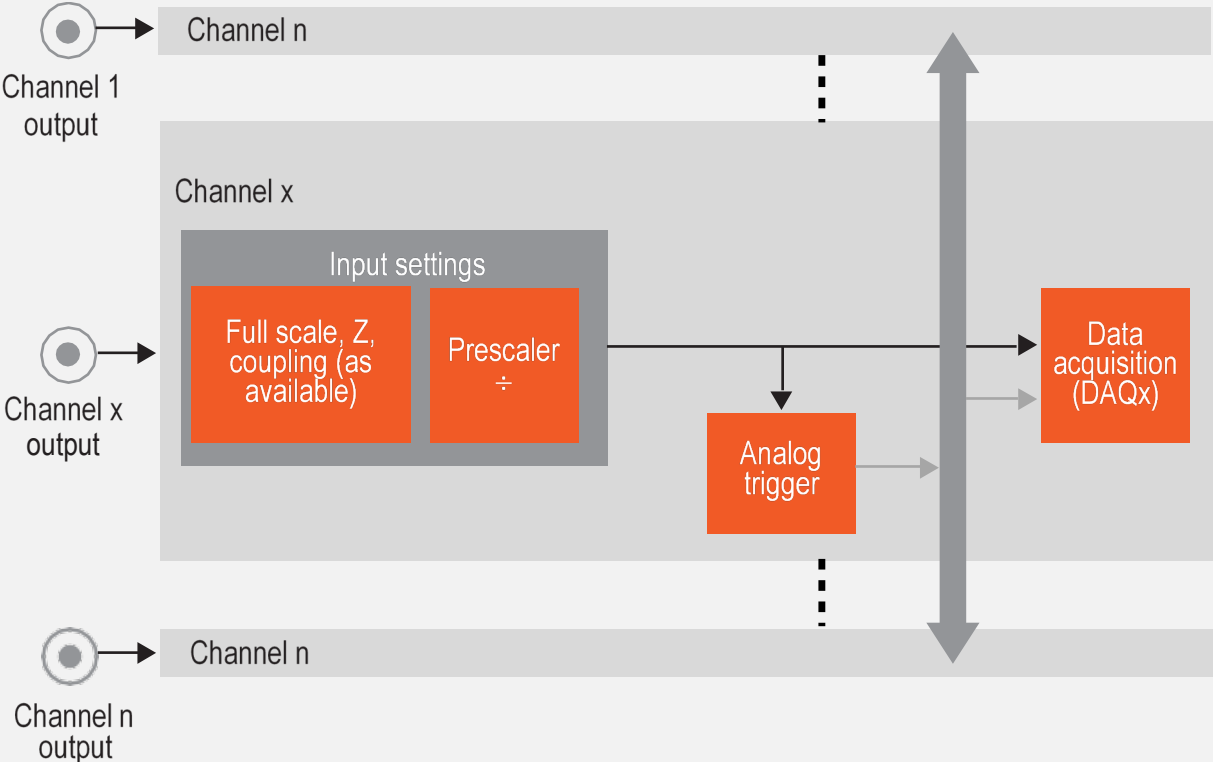 Channel n
Channel 1
output
Channel x
Input settings
Full scale, Z,
coupling (as
available)
Prescaler
÷
Data
acquisition
(DAQx)
Channel x
output
Analog
trigger
Channel n
Channel n
output